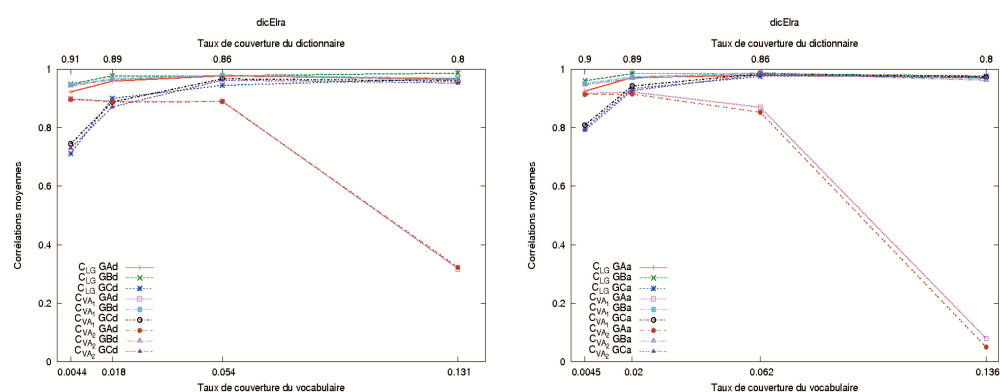 dicElra
Taux de couverture du dictionnaire
0.91 0.89 0.86 0.8
1
0.8
0.6
0.4
0.2
0
Corrélations moyennes
C_LG GAd
C_LG GBd
C_LG GCd
C_VA1 GAd
C_VA1 GBd
C_VA1 GCd
C_VA2 GAd
C_VA2 GBd
C_VA2 GCd
0.0044 0.018 0.054 0.131
Taux de couverture du vocabulaire
dicElra
Taux de couverture du dictionnaire
0.9 0.89 0.86 0.8
1
0.8
0.6
0.4
0.2
0
Corrélations moyennes
C_LG GAa
C_LG GBa
C_LG GCa
C_VA1 GAa
C_VA1 GBa
C_VA1 GCa
C_VA2 GAa
C_VA2 GBa
C_VA2 GCa
0.0045 0.02 0.062 0.136
Taux de couverture du vocabulaire